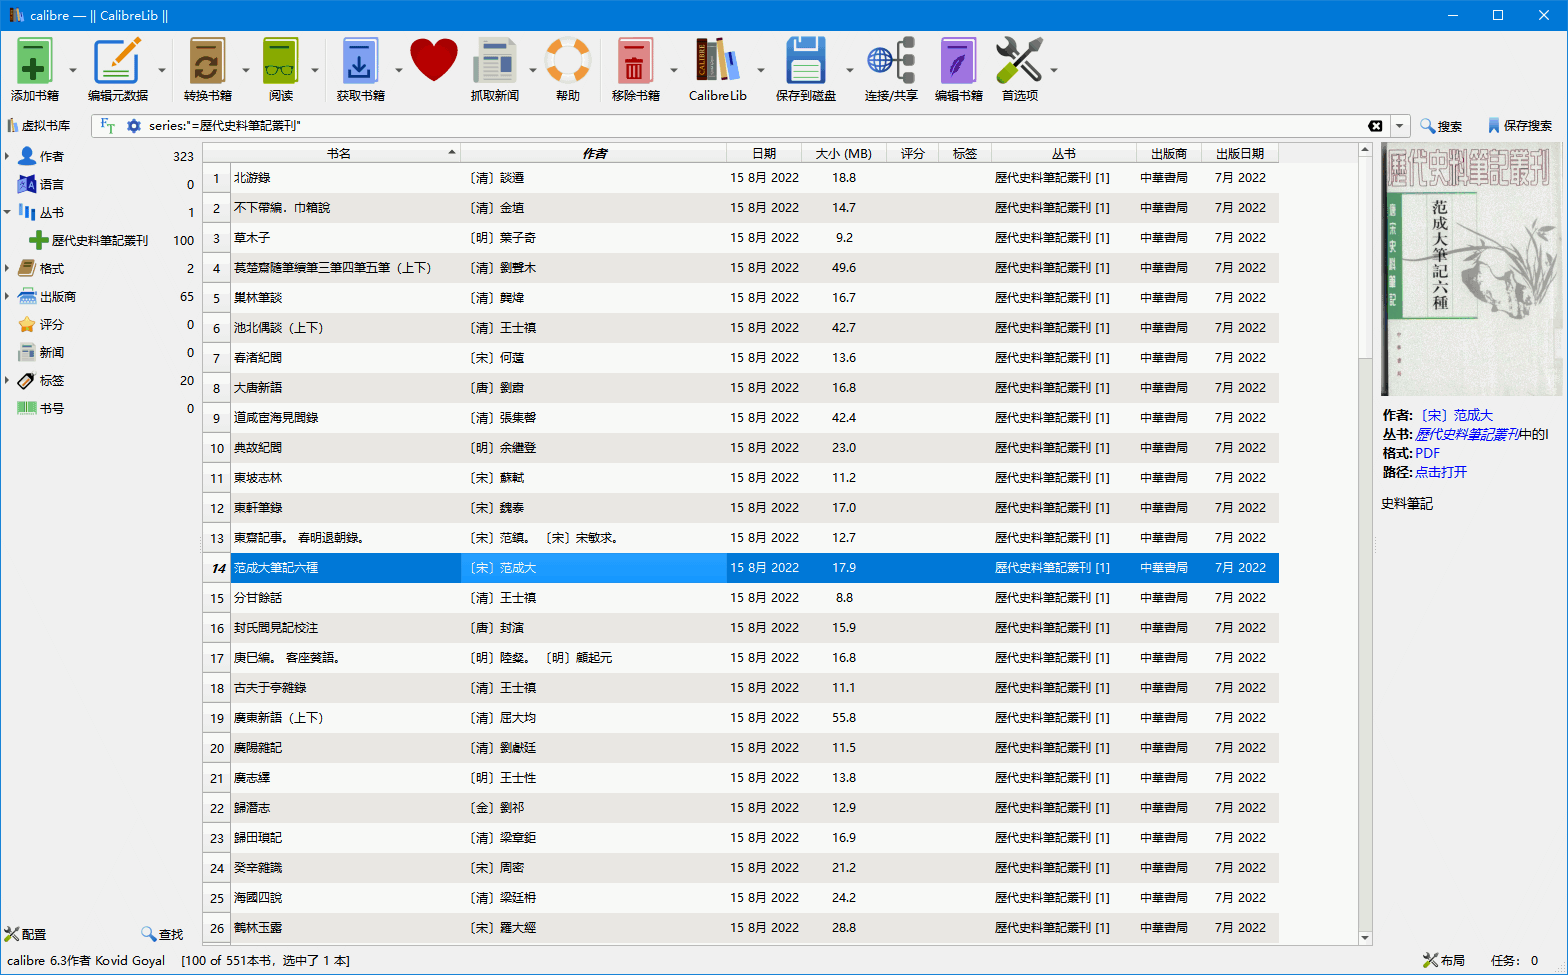 calibre — || CalibreLib ||
添加书籍 编辑元数据 转换书籍 阅读 获取书籍 抓取新闻 帮助 移除书籍 CalibreLib 保存到磁盘 连接/共享 编辑书籍 首选项
虚拟书库 series:"=歷代史料筆記叢刊" 搜索 保存搜索
作者 323
语言 0
丛书 1
歷代史料筆記叢刊 100
格式 2
出版商 65
评分 0
新闻 0
标签 20
书号 0
配置 查找
书名 作者 日期 大小 (MB) 评分 标签 丛书 出版商 出版日期
1 北游錄 〔清〕談遷 15 8月 2022 18.8 歷代史料筆記叢刊 [1] 中華書局 7月 2022
2 不下帶編．巾箱說 〔清〕金埴 15 8月 2022 14.7 歷代史料筆記叢刊 [1] 中華書局 7月 2022
3 草木子 〔明〕葉子奇 15 8月 2022 9.2 歷代史料筆記叢刊 [1] 中華書局 7月 2022
4 萇楚齋隨筆續筆三筆四筆五筆（上下） 〔清〕劉聲木 15 8月 2022 49.6 歷代史料筆記叢刊 [1] 中華書局 7月 2022
5 巢林筆談 〔清〕龔煒 15 8月 2022 16.7 歷代史料筆記叢刊 [1] 中華書局 7月 2022
6 池北偶談（上下） 〔清〕王士禛 15 8月 2022 42.7 歷代史料筆記叢刊 [1] 中華書局 7月 2022
7 春渚紀聞 〔宋〕何薳 15 8月 2022 13.6 歷代史料筆記叢刊 [1] 中華書局 7月 2022
8 大唐新語 〔唐〕劉肅 15 8月 2022 16.8 歷代史料筆記叢刊 [1] 中華書局 7月 2022
9 道咸宦海見聞錄 〔清〕張集馨 15 8月 2022 42.4 歷代史料筆記叢刊 [1] 中華書局 7月 2022
10 典故紀聞 〔明〕余繼登 15 8月 2022 23.0 歷代史料筆記叢刊 [1] 中華書局 7月 2022
11 東坡志林 〔宋〕蘇軾 15 8月 2022 11.2 歷代史料筆記叢刊 [1] 中華書局 7月 2022
12 東軒筆錄 〔宋〕魏泰 15 8月 2022 17.0 歷代史料筆記叢刊 [1] 中華書局 7月 2022
13 東齋記事。 春明退朝錄。 〔宋〕范鎮。 〔宋〕宋敏求。 15 8月 2022 12.7 歷代史料筆記叢刊 [1] 中華書局 7月 2022
14 范成大筆記六種 〔宋〕范成大 15 8月 2022 17.9 歷代史料筆記叢刊 [1] 中華書局 7月 2022
15 分甘餘話 〔清〕王士禛 15 8月 2022 8.8 歷代史料筆記叢刊 [1] 中華書局 7月 2022
16 封氏聞見記校注 〔唐〕封演 15 8月 2022 15.9 歷代史料筆記叢刊 [1] 中華書局 7月 2022
17 庚巳編。 客座贅語。 〔明〕陸粲。 〔明〕顧起元 15 8月 2022 16.8 歷代史料筆記叢刊 [1] 中華書局 7月 2022
18 古夫于亭雜錄 〔清〕王士禛 15 8月 2022 11.1 歷代史料筆記叢刊 [1] 中華書局 7月 2022
19 廣東新語（上下） 〔清〕屈大均 15 8月 2022 55.8 歷代史料筆記叢刊 [1] 中華書局 7月 2022
20 廣陽雜記 〔清〕劉獻廷 15 8月 2022 11.5 歷代史料筆記叢刊 [1] 中華書局 7月 2022
21 廣志繹 〔明〕王士性 15 8月 2022 13.8 歷代史料筆記叢刊 [1] 中華書局 7月 2022
22 歸潛志 〔金〕劉祁 15 8月 2022 12.9 歷代史料筆記叢刊 [1] 中華書局 7月 2022
23 歸田瑣記 〔清〕梁章鉅 15 8月 2022 16.9 歷代史料筆記叢刊 [1] 中華書局 7月 2022
24 癸辛雜識 〔宋〕周密 15 8月 2022 21.2 歷代史料筆記叢刊 [1] 中華書局 7月 2022
25 海國四說 〔清〕梁廷枏 15 8月 2022 24.2 歷代史料筆記叢刊 [1] 中華書局 7月 2022
26 鶴林玉露 〔宋〕羅大經 15 8月 2022 28.8 歷代史料筆記叢刊 [1] 中華書局 7月 2022
歷代史料筆記叢刊
唐宋史料筆記
范成大筆記六種
中華書局
作者: 〔宋〕范成大
丛书: 歷代史料筆記叢刊中的I
格式: PDF
路径: 点击打开
史料筆記
calibre 6.3作者 Kovid Goyal [100 of 551本书，选中了 1 本] 布局 任务： 0